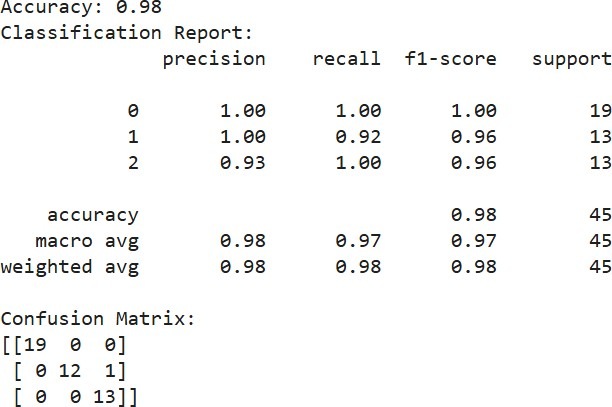 Accuracy: 0.98
Classification Report:
              precision    recall  f1-score   support

           0       1.00      1.00      1.00        19
           1       1.00      0.92      0.96        13
           2       0.93      1.00      0.96        13

    accuracy                           0.98        45
   macro avg       0.98      0.97      0.97        45
weighted avg       0.98      0.98      0.98        45

Confusion Matrix:
[[19  0  0]
 [ 0 12  1]
 [ 0  0 13]]